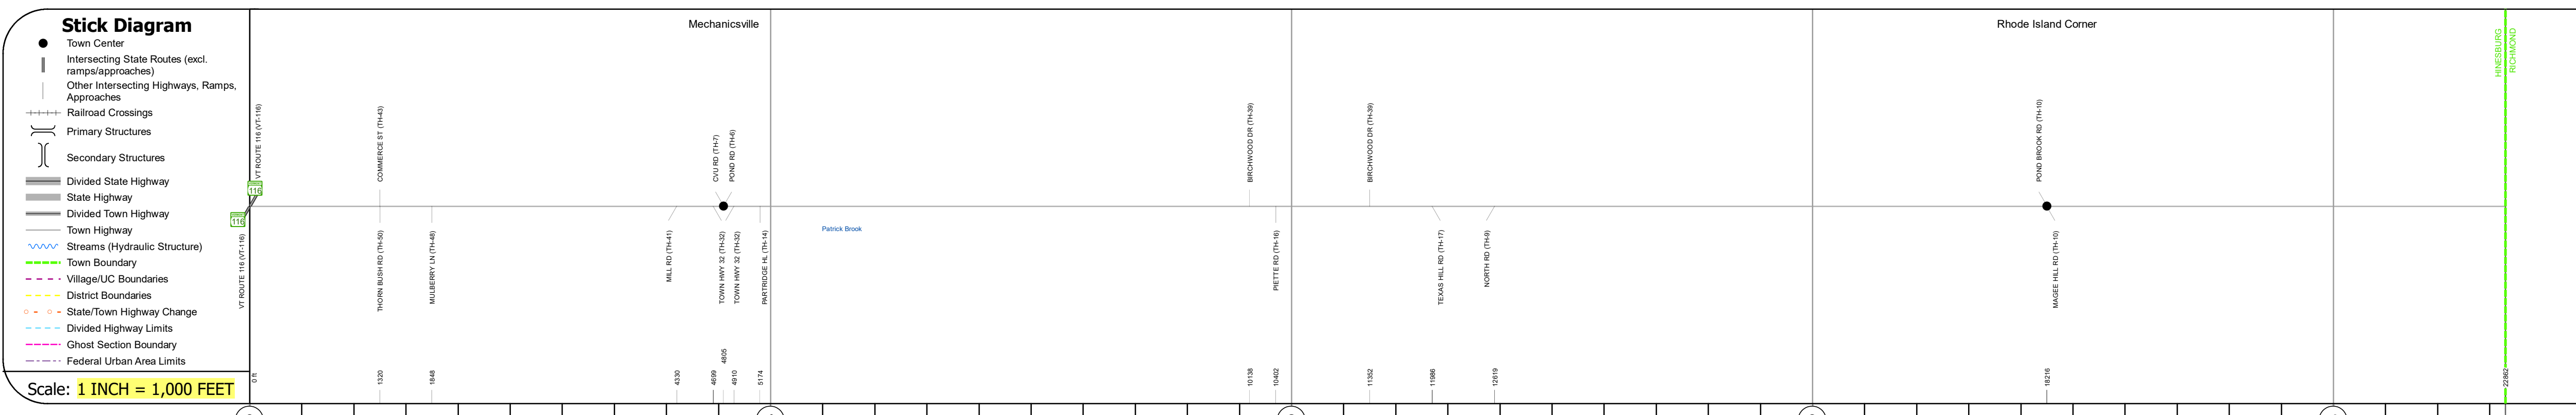 Stick Diagram
Town Center
Intersecting State Routes (excl.
ramps/approaches)
Other Intersecting Highways, Ramps,
Approaches
Railroad Crossings
Primary Structures
Secondary Structures
Divided State Highway
State Highway
Divided Town Highway
Town Highway
Streams (Hydraulic Structure)
Town Boundary
Village/UC Boundaries
District Boundaries
State/Town Highway Change
Divided Highway Limits
Ghost Section Boundary
Federal Urban Area Limits
Scale: 1 INCH = 1,000 FEET
Mechanicsville
Rhode Island Corner
HINESBURG
RICHMOND
VT ROUTE 116 (VT-116)
COMMERCE ST (TH-43)
CVU RD (TH-7)
POND RD (TH-6)
BIRCHWOOD DR (TH-39)
BIRCHWOOD DR (TH-39)
POND BROOK RD (TH-10)
116
116
Patrick Brook
VT ROUTE 116 (VT-116)
THORN BUSH RD (TH-50)
MULBERRY LN (TH-48)
MILL RD (TH-41)
TOWN HWY 32 (TH-32)
TOWN HWY 32 (TH-32)
PARTRIDGE HL (TH-14)
PIETTE RD (TH-16)
TEXAS HILL RD (TH-17)
NORTH RD (TH-9)
MAGEE HILL RD (TH-10)
0 ft
1320
1848
4330
4699
4805
4910
5174
10138
10402
11352
11986
12619
18216
22862